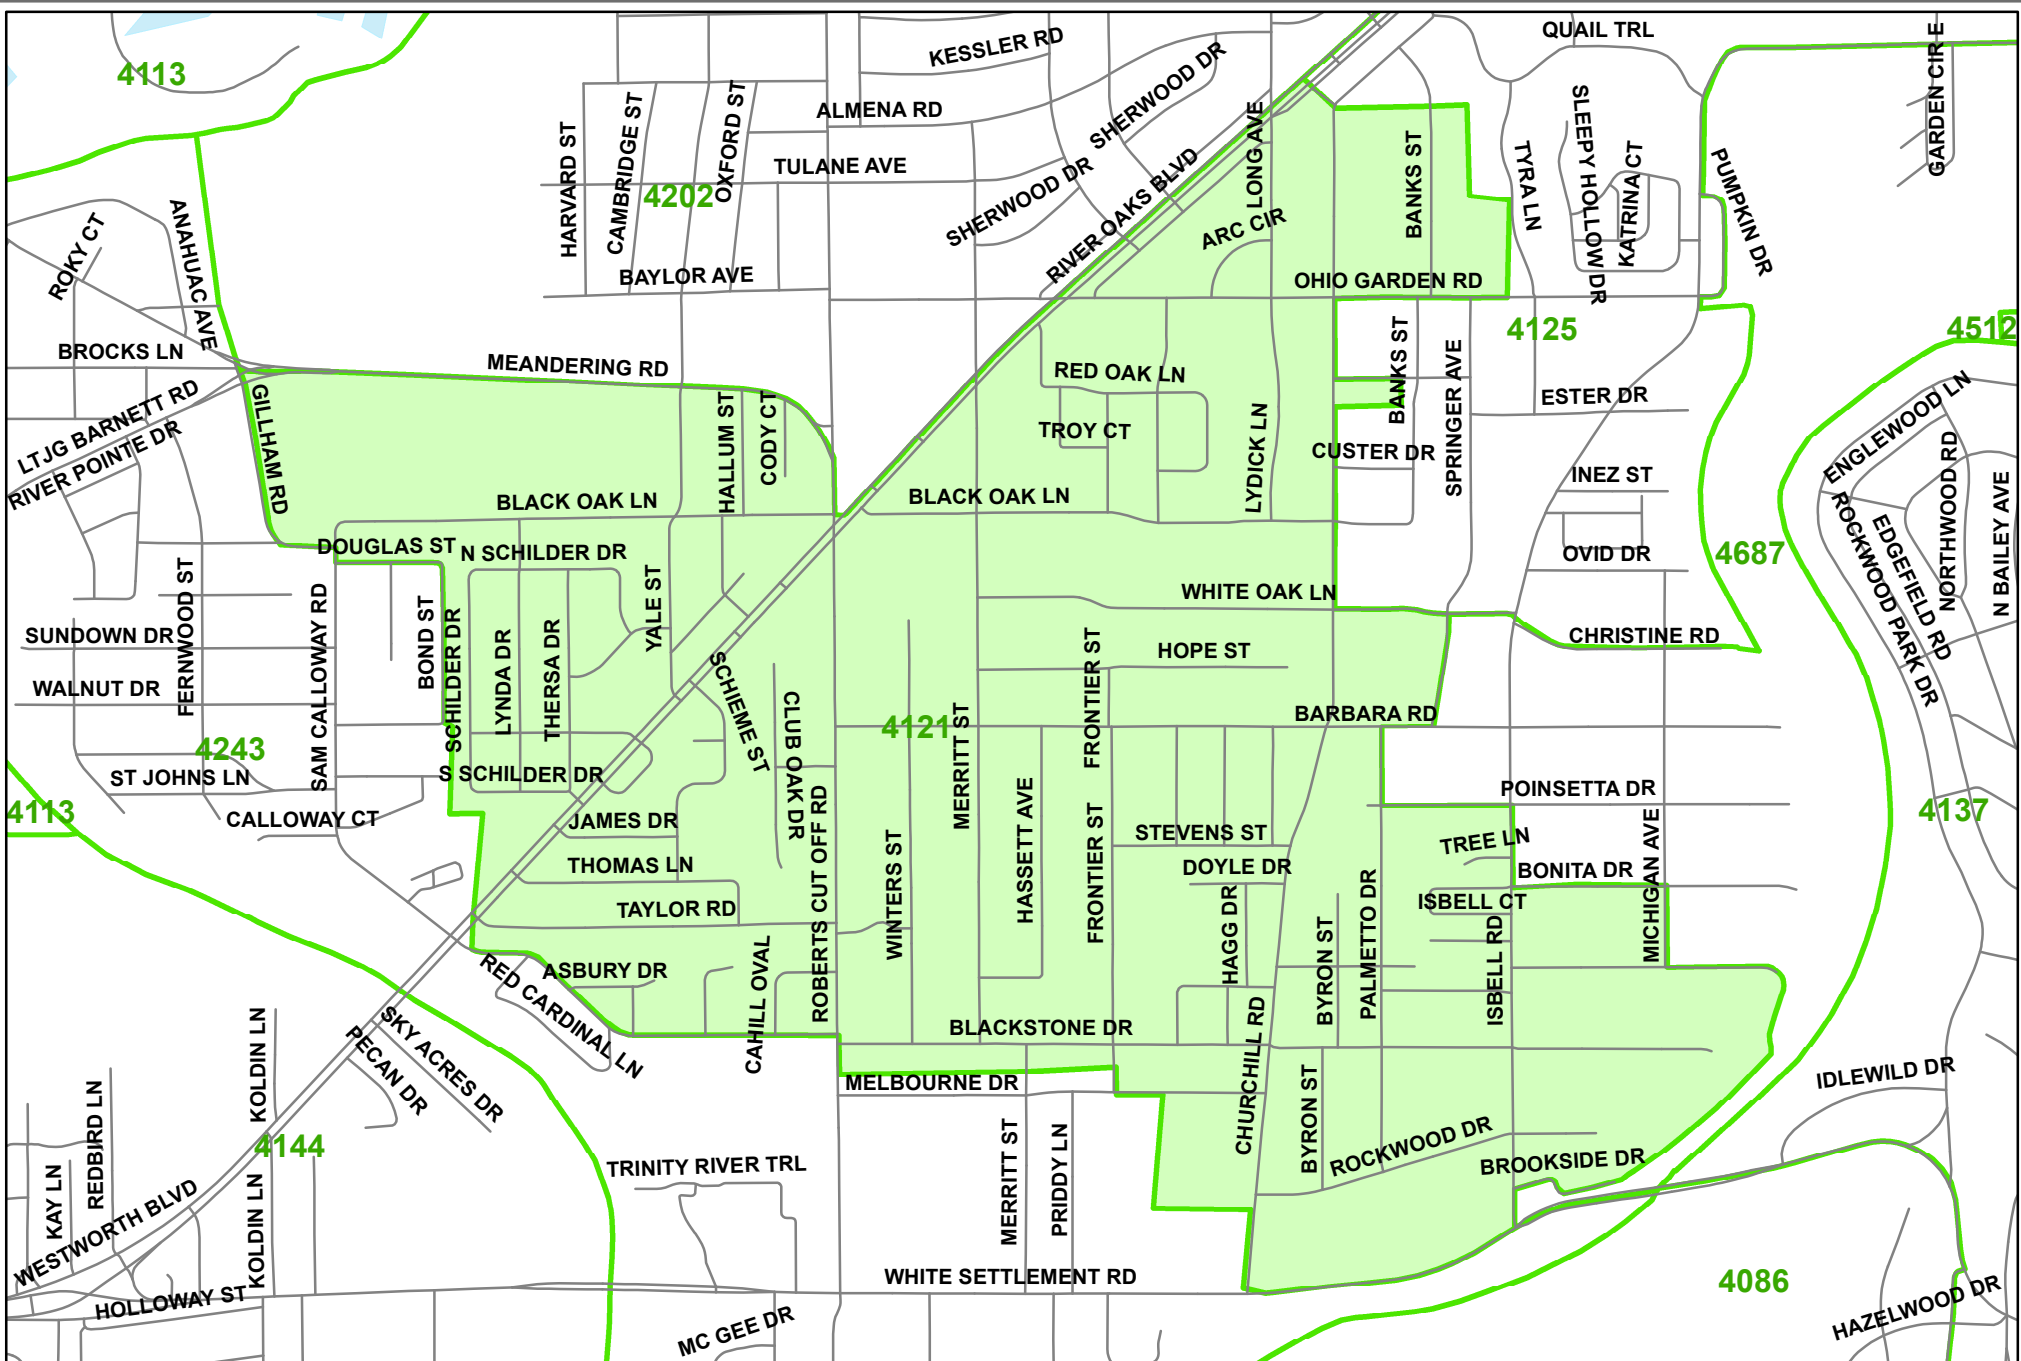 QUAIL TRL
KESSLER RD
GARDEN CIR E
4113
SHERWOOD DR
ALMENA RD
HARVARD ST
CAMBRIDGE ST
OXFORD ST
LONG AVE
BANKS ST
TYRA LN
SLEEPY HOLLOW DR
KATRINA CT
PUMPKIN DR
TULANE AVE
4202
SHERWOOD DR
RIVER OAKS BLVD
ARC CIR
ROKY CT
ANAHUAC AVE
BAYLOR AVE
OHIO GARDEN RD
4125
4512
BROCKS LN
MEANDERING RD
RED OAK LN
BANKS ST
SPRINGER AVE
ESTER DR
ENGLEWOOD LN
LTJG BARNETT RD
RIVER POINTE DR
GILLHAM RD
HALLUM ST
CODY CT
TROY CT
LYDICK LN
CUSTER DR
INEZ ST
NORTHWOOD RD
N BAILEY AVE
BLACK OAK LN
BLACK OAK LN
ROCKWOOD PARK DR
EDGEFIELD RD
DOUGLAS ST
N SCHILDER DR
OVID DR
4687
FERNWOOD ST
SAM CALLOWAY RD
BOND ST
SCHILDER DR
LYNDA DR
THERSA DR
YALE ST
WHITE OAK LN
SUNDOWN DR
CHRISTINE RD
HOPE ST
WALNUT DR
SCHIEME ST
CLUB OAK DR
4121
MERRITT ST
FRONTIER ST
BARBARA RD
4243
ST JOHNS LN
S SCHILDER DR
POINSETTA DR
4113
CALLOWAY CT
JAMES DR
ROBERTS CUT OFF RD
WINTERS ST
HASSETT AVE
FRONTIER ST
STEVENS ST
TREE LN
MICHIGAN AVE
4137
THOMAS LN
DOYLE DR
BONITA DR
TAYLOR RD
HAGG DR
BYRON ST
PALMETTO DR
ISBELL CT
ISBELL RD
ASBURY DR
RED CARDINAL LN
CAHILL OVAL
BLACKSTONE DR
CHURCHILL RD
KOLDIN LN
SKY ACRES DR
PECAN DR
MELBOURNE DR
BYRON ST
IDLEWILD DR
REDBIRD LN
4144
MERRITT ST
PRIDDY LN
ROCKWOOD DR
BROOKSIDE DR
KAY LN
TRINITY RIVER TRL
KOLDIN LN
WESTWORTH BLVD
WHITE SETTLEMENT RD
4086
HOLLOWAY ST
MC GEE DR
HAZELWOOD DR